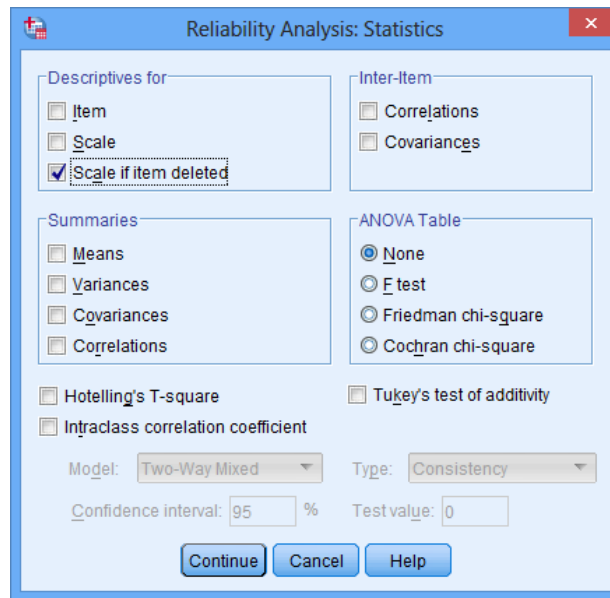 Reliability Analysis: Statistics
Descriptives for
Item
Scale
Scale if item deleted
Inter-Item
Correlations
Covariances
Summaries
Means
Variances
Covariances
Correlations
ANOVA Table
None
F test
Friedman chi-square
Cochran chi-square
Hotelling's T-square
Tukey's test of additivity
Intraclass correlation coefficient
Model: Two-Way Mixed Type: Consistency
Confidence interval: 95 % Test value: 0
Continue Cancel Help